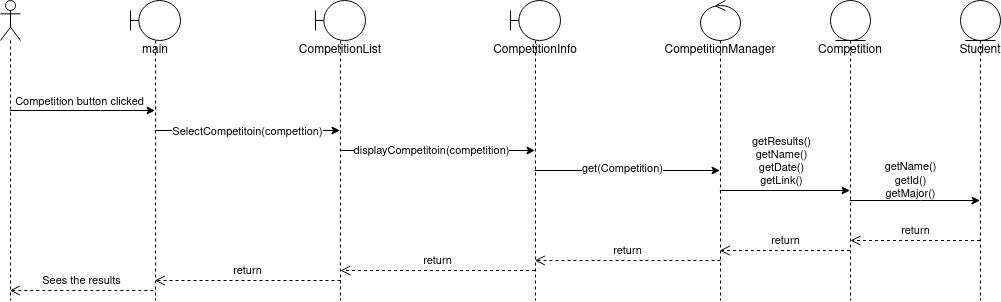 main
CompetitionList
CompetitionInfo
CompetitionManager
Competition
Student
Competition button clicked
SelectCompetitoin(compettion)
displayCompetitoin(competition)
get(Competition)
getResults()
getName()
getDate()
getLink()
getName()
getId()
getMajor()
return
return
return
return
return
Sees the results